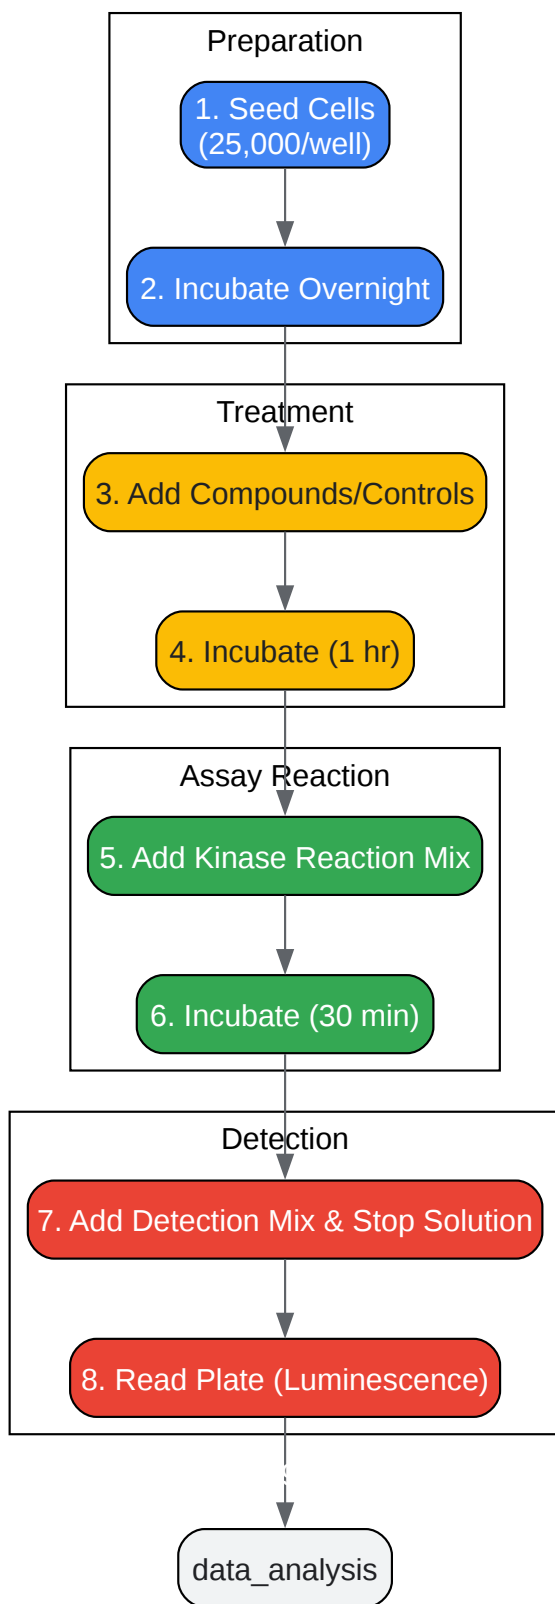 Preparation
1. Seed Cells
(25,000/well)
2. Incubate Overnight
Treatment
3. Add Compounds/Controls
4. Incubate (1 hr)
Assay Reaction
5. Add Kinase Reaction Mix
6. Incubate (30 min)
Detection
7. Add Detection Mix & Stop Solution
8. Read Plate (Luminescence)
data_analysis